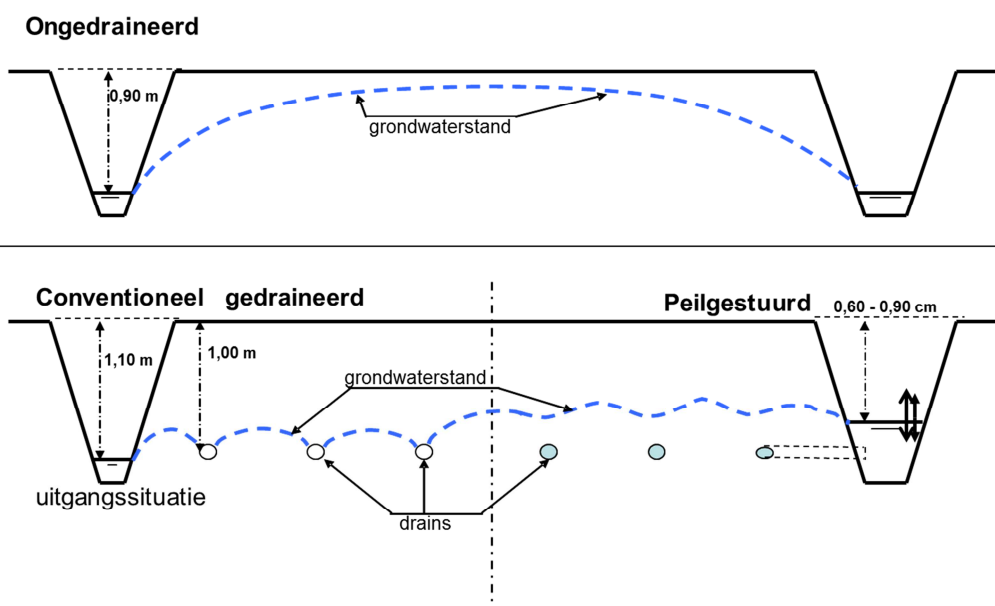 Ongedraineerd
0,90 m
grondwaterstand
Conventioneel gedraineerd
Peilgestuurd
0,60 - 0,90 cm
1,10 m
1,00 m
grondwaterstand
uitgangssituatie
drains